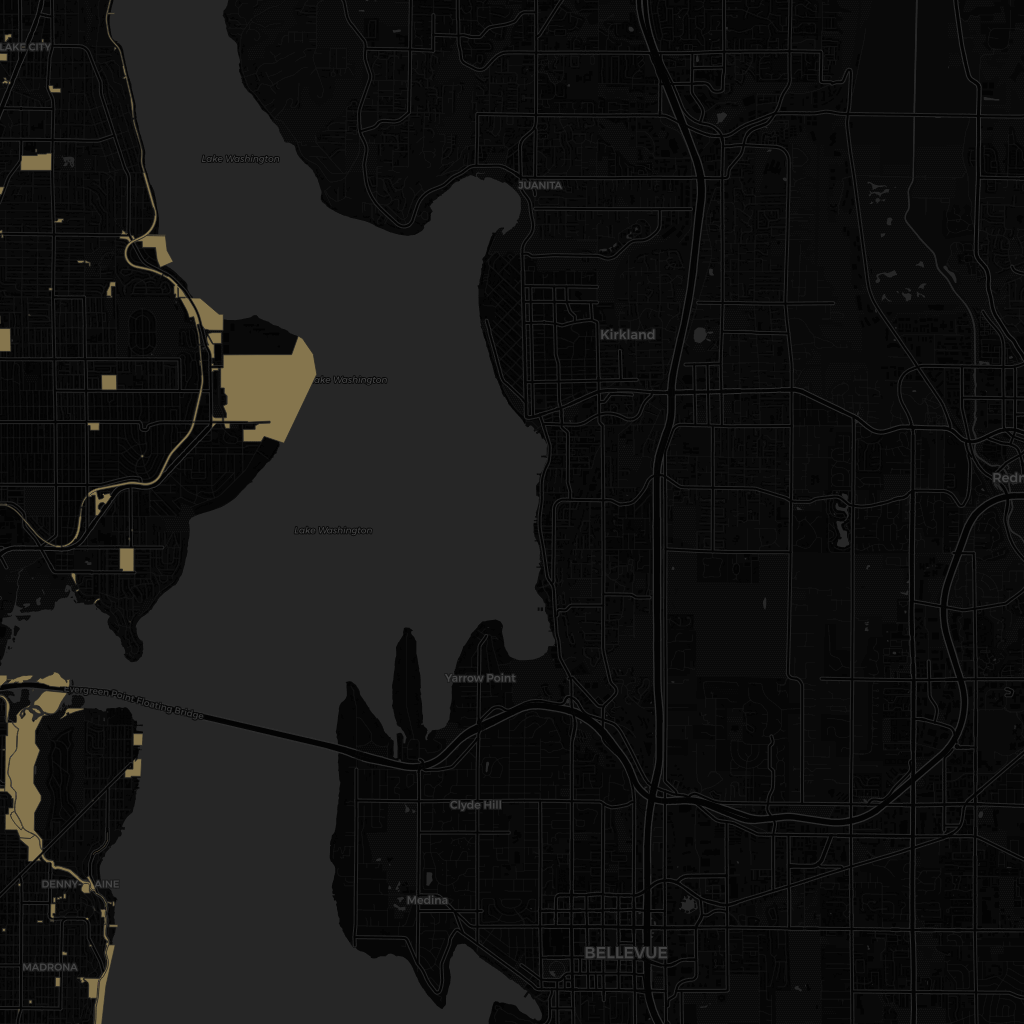 LAKE CITY
Lake Washington
JUANITA
Kirkland
Lake Washington
Redm
Lake Washington
Yarrow Point
Evergreen Point Floating Bridge
Clyde Hill
DENNY-BLAINE
Medina
BELLEVUE
MADRONA